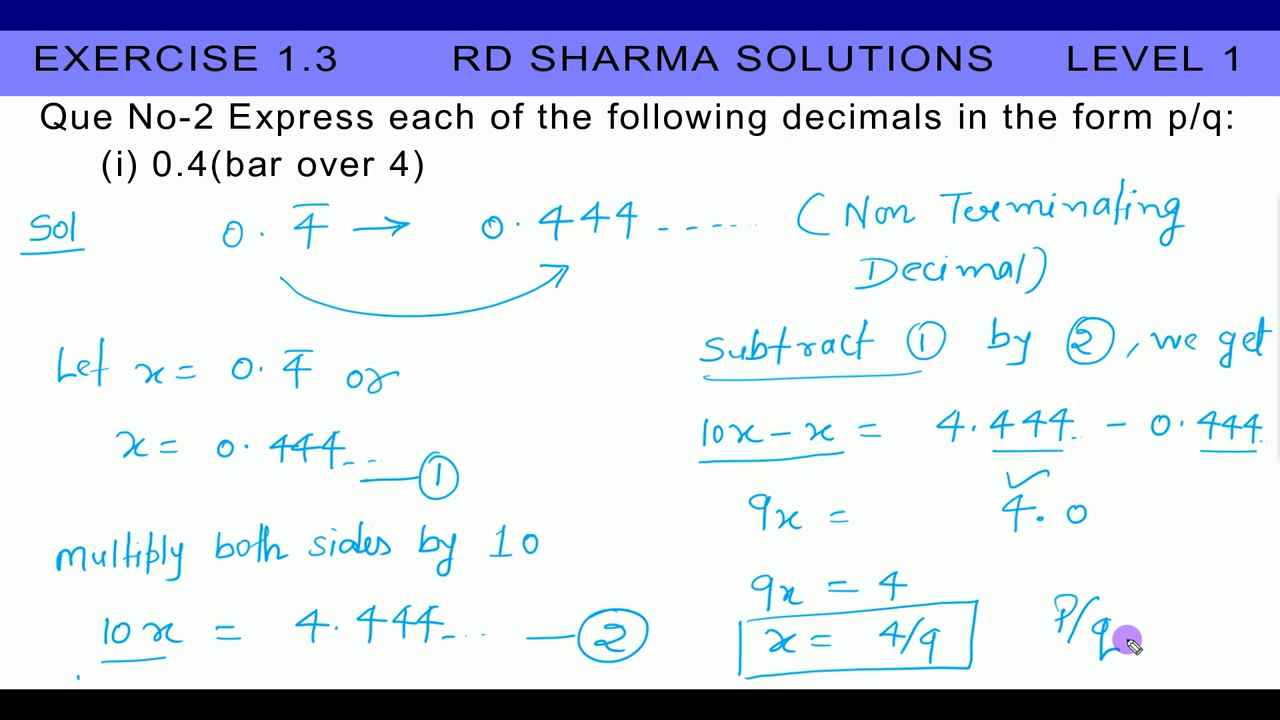 EXERCISE 1.3 RD SHARMA SOLUTIONS LEVEL 1
Que No-2 Express each of the following decimals in the form p/q:
(i) 0.4(bar over 4)
Sol 0.4̅ → 0.444..... (Non Terminating
Decimal)
Let x = 0.4̅ or
x = 0.444... ①
multiply both sides by 10
10x = 4.444... — ②
Subtract ① by ②, we get
10x - x = 4.444.. - 0.444..
9x = 4.0
9x = 4
x = 4/9
P/q